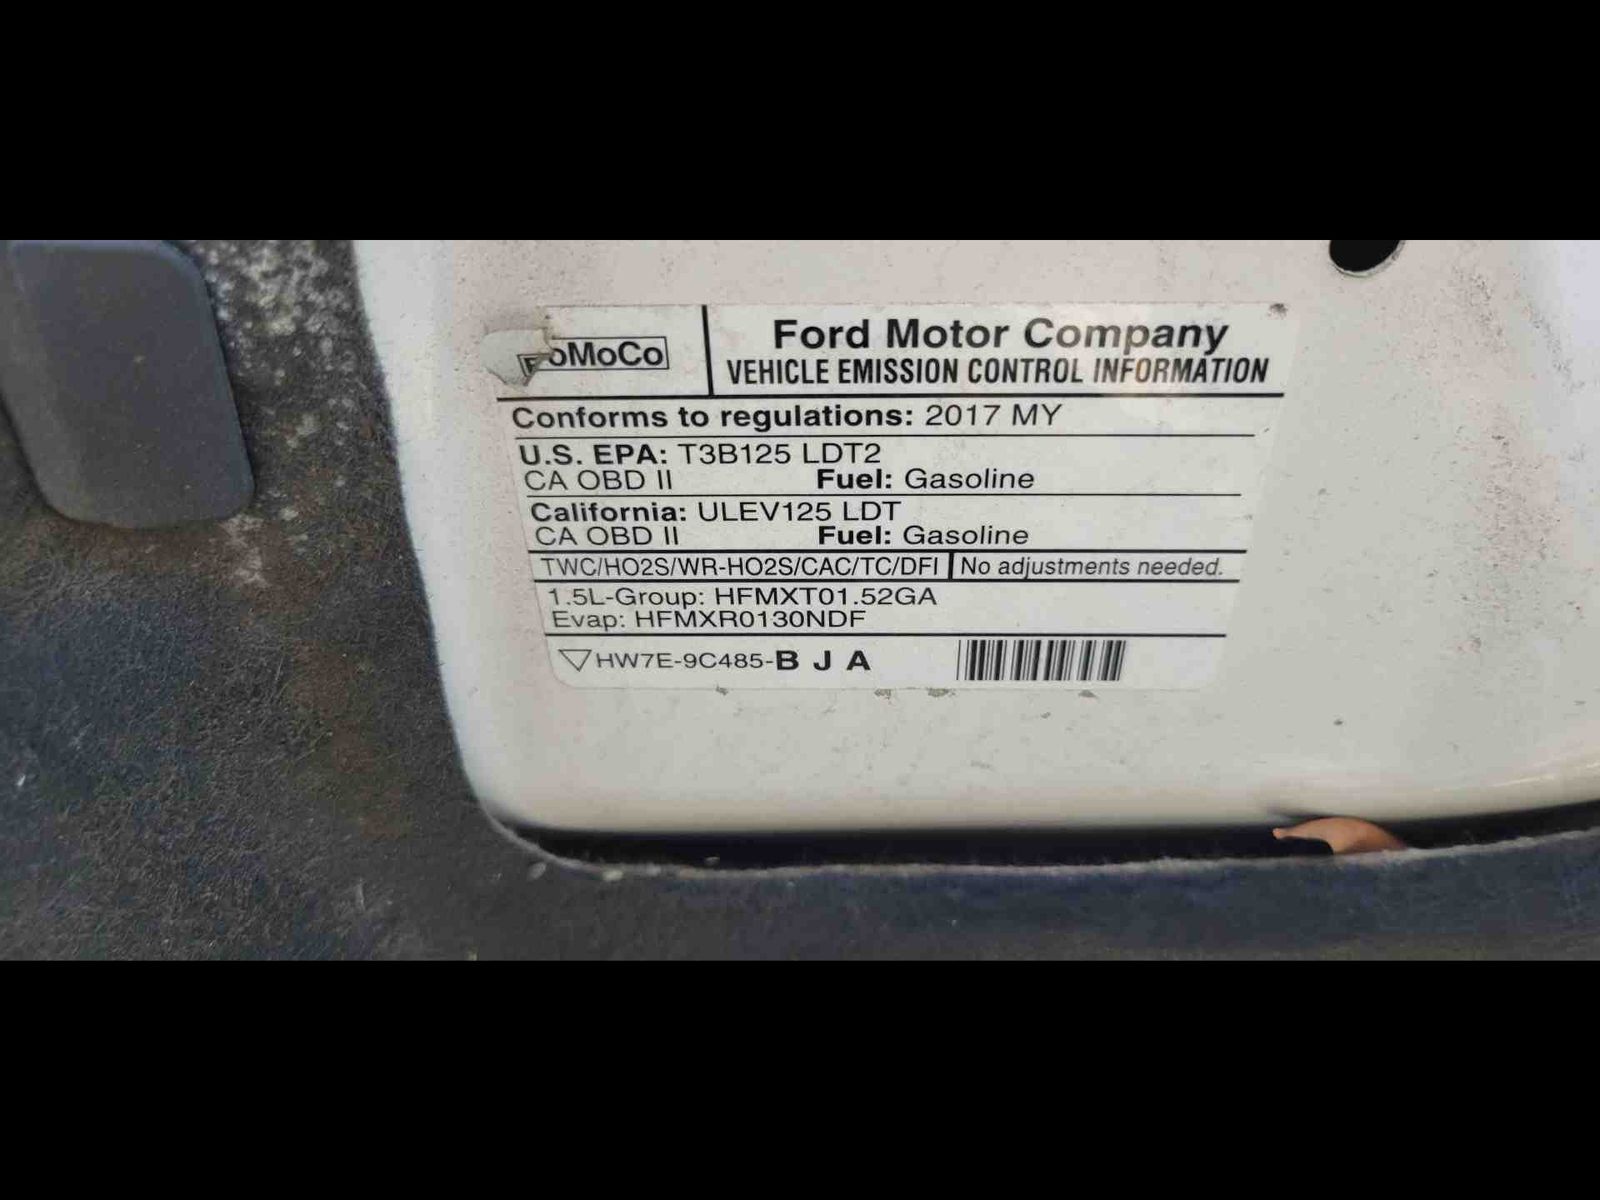 FoMoCo
Ford Motor Company
VEHICLE EMISSION CONTROL INFORMATION
Conforms to regulations: 2017 MY
U.S. EPA: T3B125 LDT2
CA OBD II Fuel: Gasoline
California: ULEV125 LDT
CA OBD II Fuel: Gasoline
TWC/HO2S/WR-HO2S/CAC/TC/DFI No adjustments needed.
1.5L-Group: HFMXT01.52GA
Evap: HFMXR0130NDF
HW7E-9C485-B J A